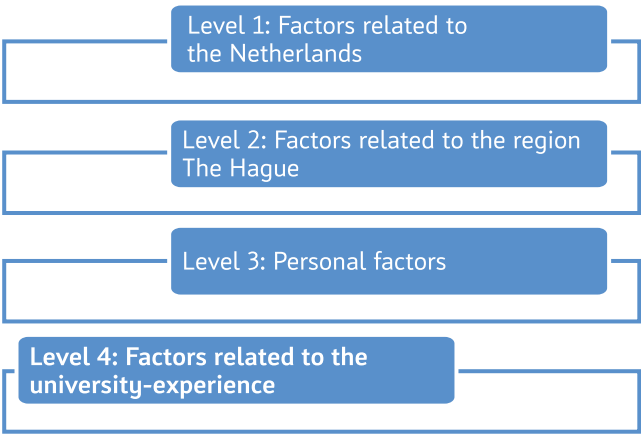 Level 1: Factors related to
the Netherlands
Level 2: Factors related to the region
The Hague
Level 3: Personal factors
Level 4: Factors related to the
university-experience